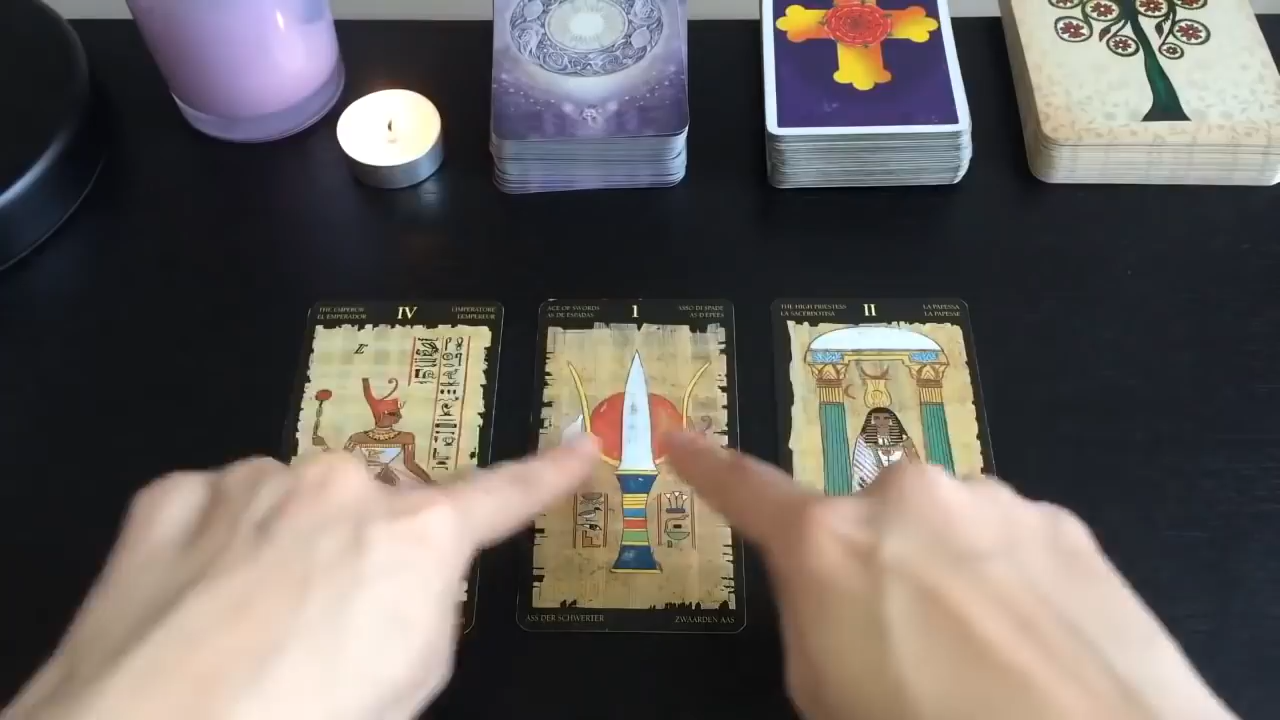 THE EMPEROR
EL EMPERADOR
IV
L'IMPERATORE
L'EMPEREUR
ACE OF SWORDS
AS DE ESPADAS
1
ASSO DI SPADE
AS D'ÉPÉES
THE HIGH PRIESTESS
LA SACERDOTISA
II
LA PAPESSA
LA PAPESSE
ASS DER SCHWERTER
ZWAARDEN AAS